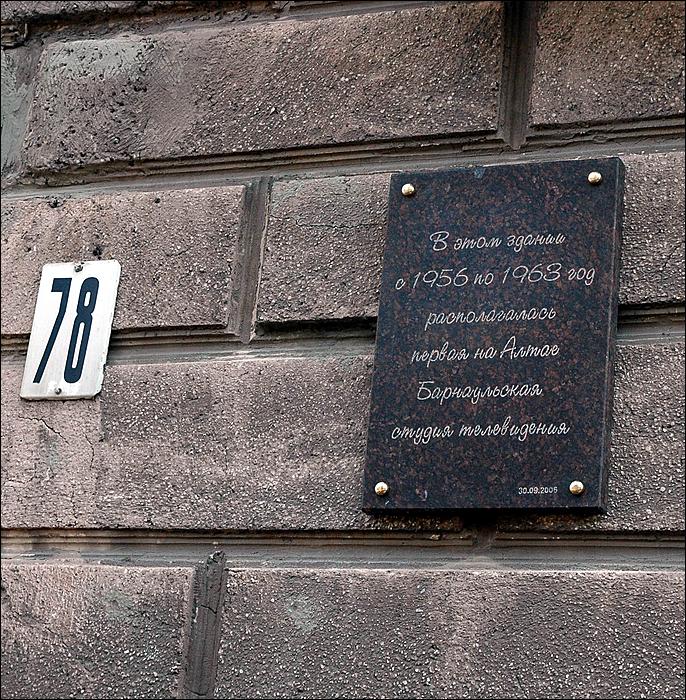 78
В этом здании
с 1956 по 1963 год
располагалась
первая на Алтае
Барнаульская
студия телевидения
30.09.2006